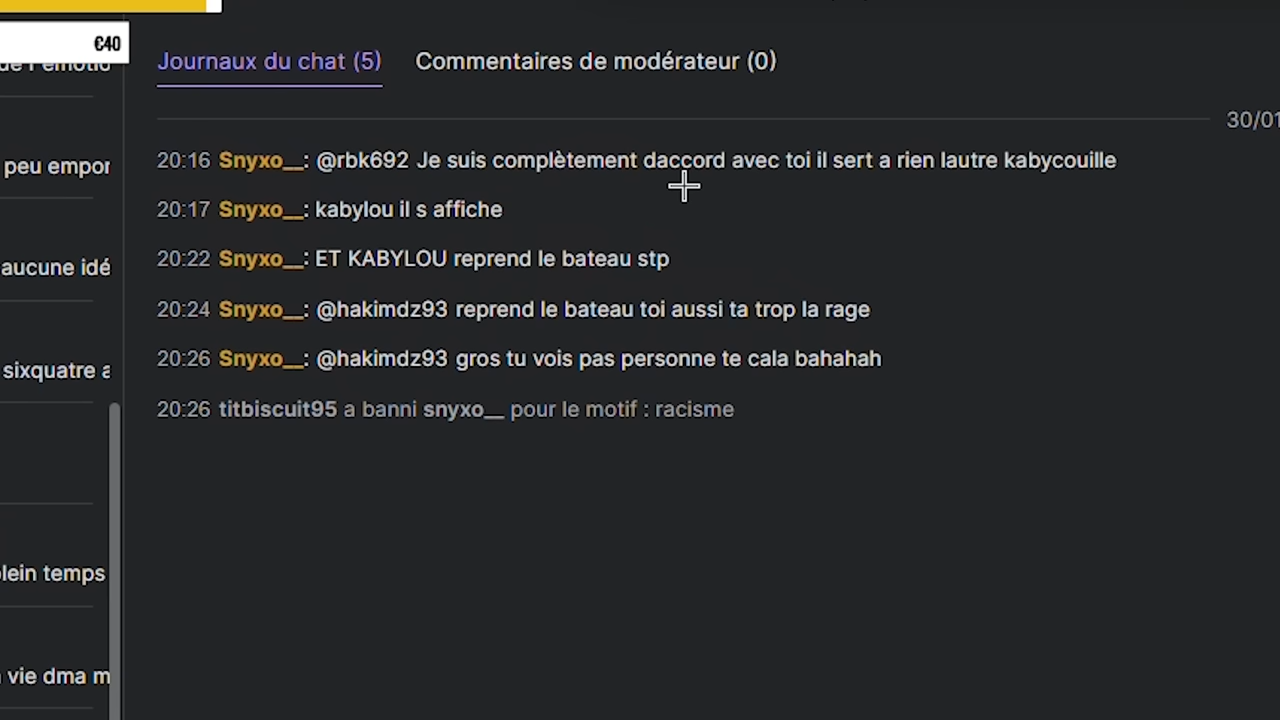 €40
Journaux du chat (5) Commentaires de modérateur (0)
30/01
20:16 Snyxo__: @rbk692 Je suis complètement daccord avec toi il sert a rien lautre kabycouille
peu empor
20:17 Snyxo__: kabylou il s affiche
20:22 Snyxo__: ET KABYLOU reprend le bateau stp
aucune idé
20:24 Snyxo__: @hakimdz93 reprend le bateau toi aussi ta trop la rage
20:26 Snyxo__: @hakimdz93 gros tu vois pas personne te cala bahahah
sixquatre a
20:26 titbiscuit95 a banni snyxo__ pour le motif : racisme
plein temps
vie dma m